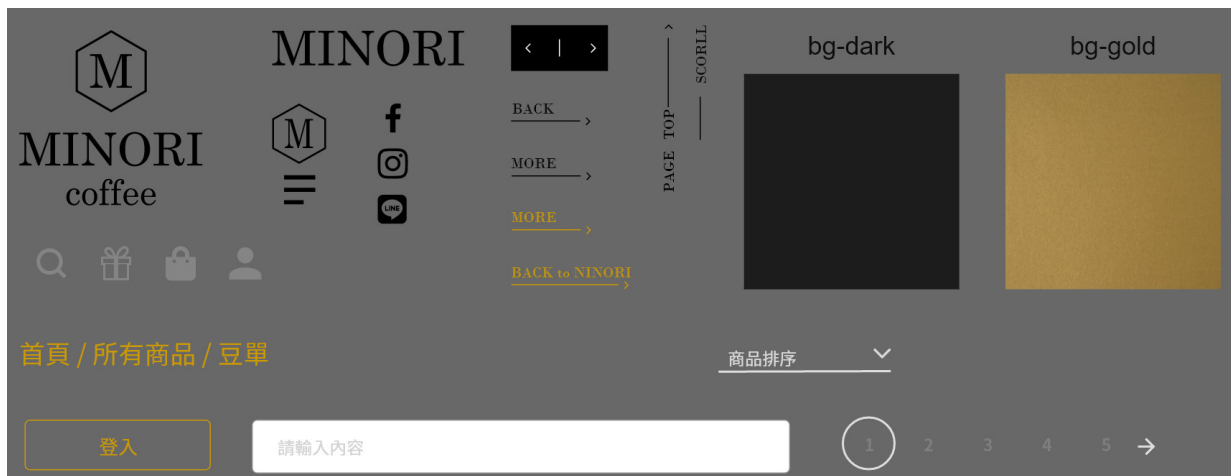 M
MINORI
coffee
MINORI
M
LINE
BACK
MORE
MORE
BACK to NINORI
PAGE TOP
SCORLL
bg-dark
bg-gold
首頁 / 所有商品 / 豆單
商品排序
登入
請輸入內容
1 2 3 4 5